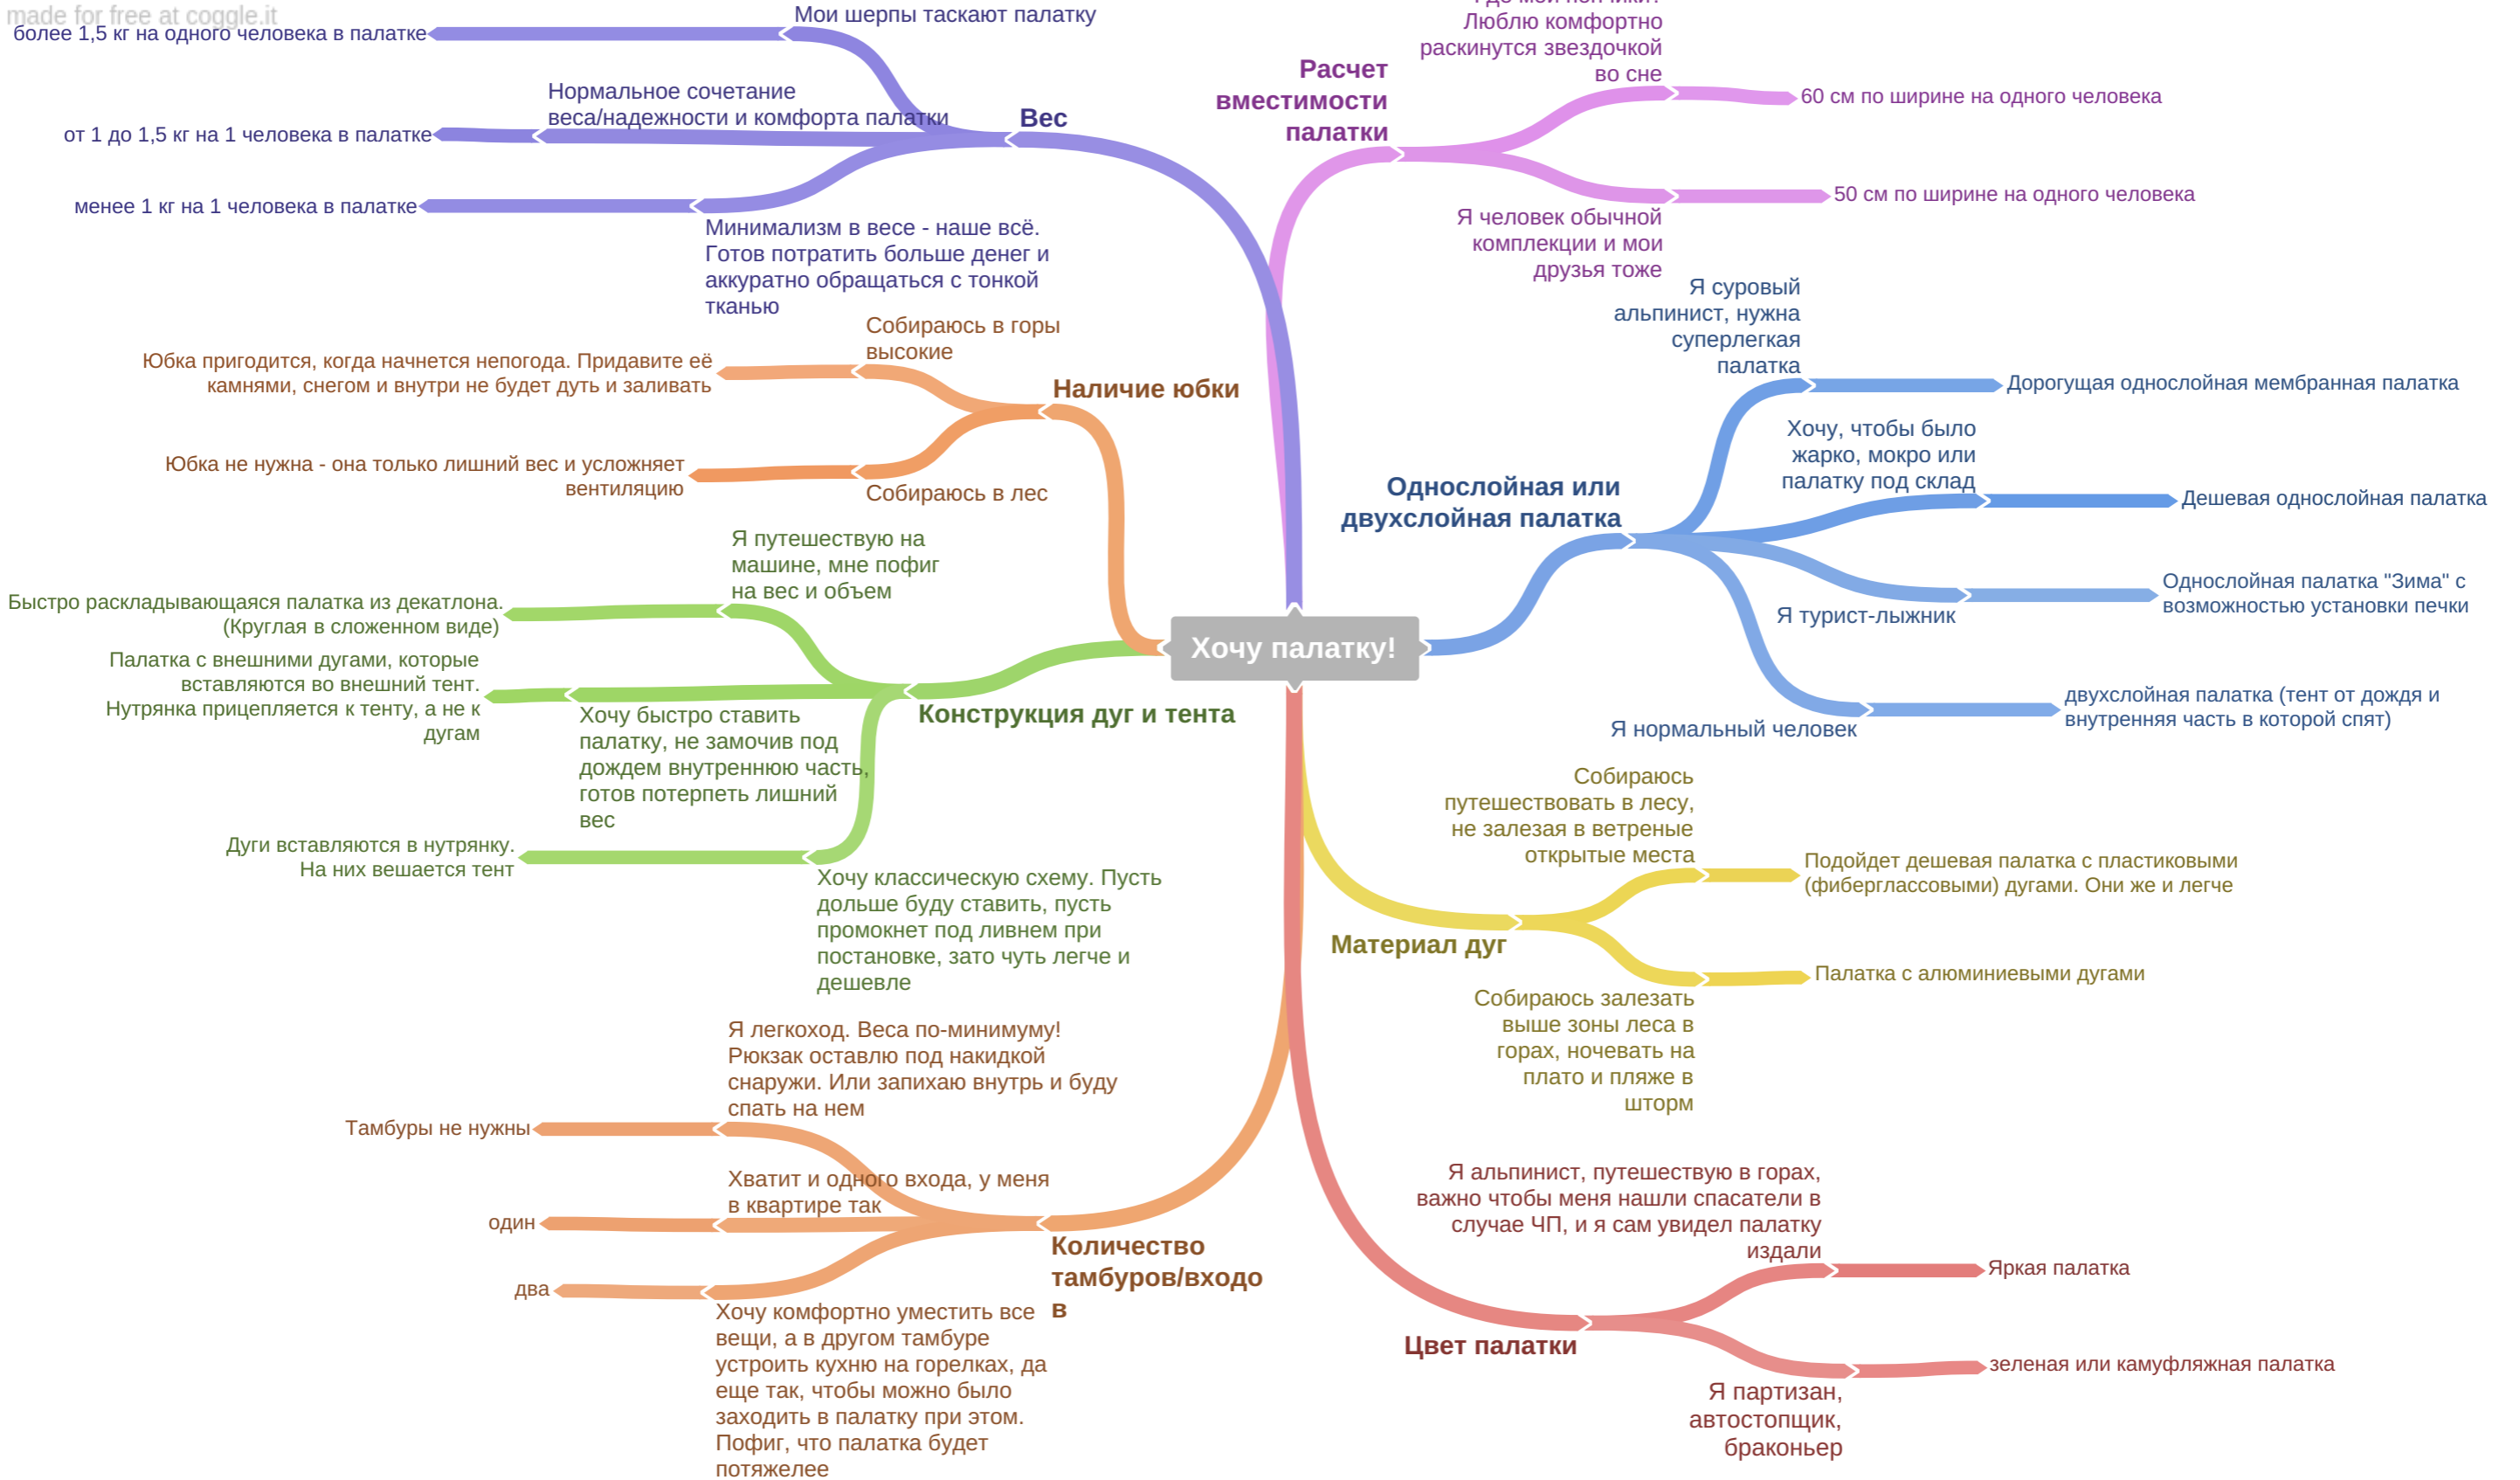 made for free at coggle.it
Хочу палатку!
Вес
Мои шерпы таскают палатку
более 1,5 кг на одного человека в палатке
Нормальное сочетание
веса/надежности и комфорта палатки
от 1 до 1,5 кг на 1 человека в палатке
менее 1 кг на 1 человека в палатке
Минимализм в весе - наше всё.
Готов потратить больше денег и
аккуратно обращаться с тонкой
тканью
Наличие юбки
Собираюсь в горы
высокие
Юбка пригодится, когда начнется непогода. Придавите её
камнями, снегом и внутри не будет дуть и заливать
Юбка не нужна - она только лишний вес и усложняет
вентиляцию
Собираюсь в лес
Конструкция дуг и тента
Я путешествую на
машине, мне пофиг
на вес и объем
Быстро раскладывающаяся палатка из декатлона.
(Круглая в сложенном виде)
Палатка с внешними дугами, которые
вставляются во внешний тент.
Нутрянка прицепляется к тенту, а не к
дугам
Хочу быстро ставить
палатку, не замочив под
дождем внутреннюю часть,
готов потерпеть лишний
вес
Дуги вставляются в нутрянку.
На них вешается тент
Хочу классическую схему. Пусть
дольше буду ставить, пусть
промокнет под ливнем при
постановке, зато чуть легче и
дешевле
Количество
тамбуров/входо
в
Я легкоход. Веса по-минимуму!
Рюкзак оставлю под накидкой
снаружи. Или запихаю внутрь и буду
спать на нем
Тамбуры не нужны
Хватит и одного входа, у меня
в квартире так
один
два
Хочу комфортно уместить все
вещи, а в другом тамбуре
устроить кухню на горелках, да
еще так, чтобы можно было
заходить в палатку при этом.
Пофиг, что палатка будет
потяжелее
Расчет
вместимости
палатки
Люблю комфортно
раскинутся звездочкой
во сне
60 см по ширине на одного человека
50 см по ширине на одного человека
Я человек обычной
комплекции и мои
друзья тоже
Однослойная или
двухслойная палатка
Я суровый
альпинист, нужна
суперлегкая
палатка
Дорогущая однослойная мембранная палатка
Хочу, чтобы было
жарко, мокро или
палатку под склад
Дешевая однослойная палатка
Я турист-лыжник
Однослойная палатка "Зима" с
возможностью установки печки
Я нормальный человек
двухслойная палатка (тент от дождя и
внутренняя часть в которой спят)
Материал дуг
Собираюсь
путешествовать в лесу,
не залезая в ветреные
открытые места
Подойдет дешевая палатка с пластиковыми
(фибергласcовыми) дугами. Они же и легче
Палатка с алюминиевыми дугами
Собираюсь залезать
выше зоны леса в
горах, ночевать на
плато и пляже в
шторм
Цвет палатки
Я альпинист, путешествую в горах,
важно чтобы меня нашли спасатели в
случае ЧП, и я сам увидел палатку
издали
Яркая палатка
зеленая или камуфляжная палатка
Я партизан,
автостопщик,
браконьер